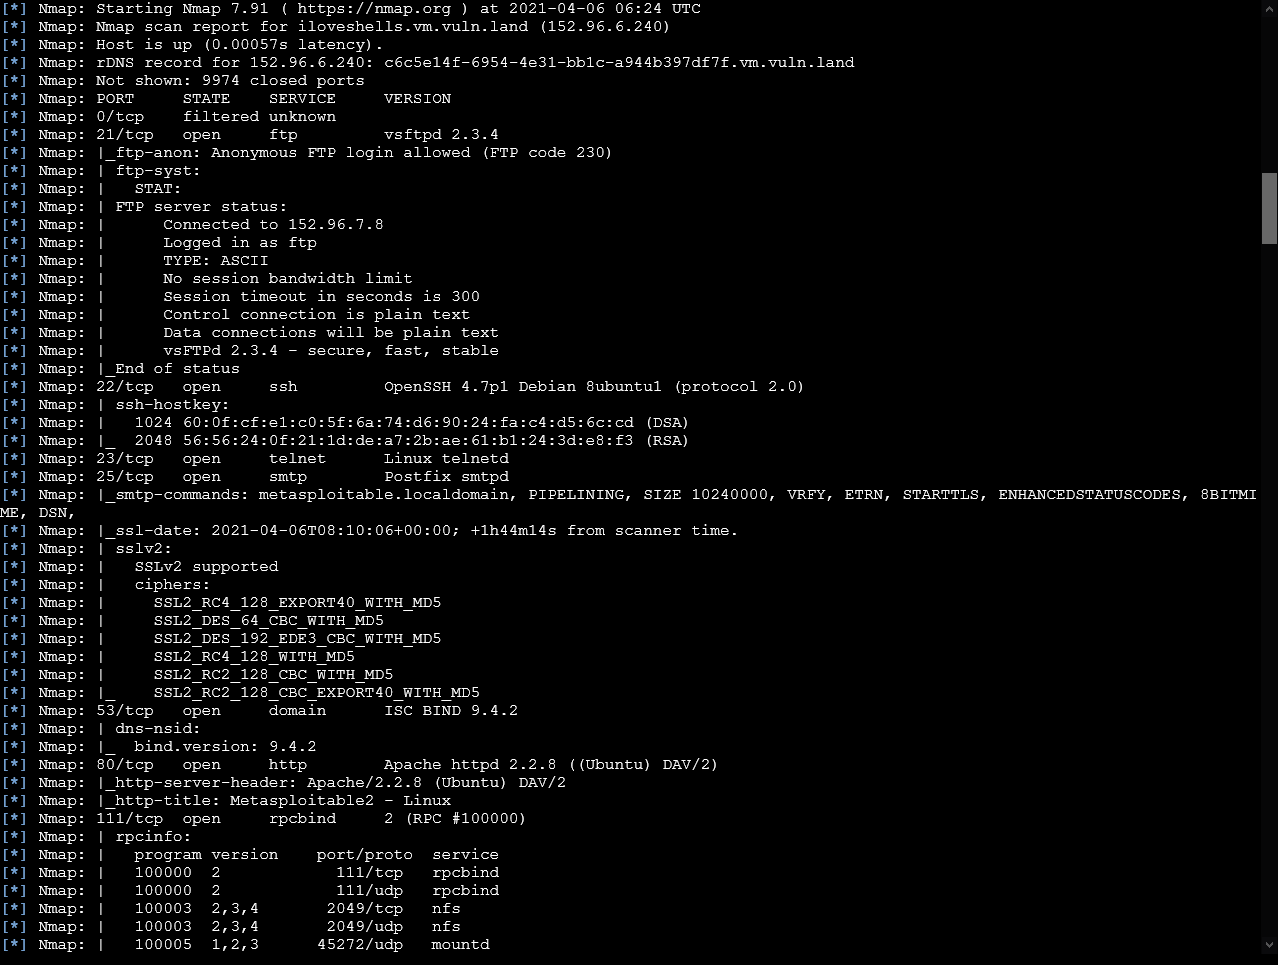 [*] Nmap: Starting Nmap 7.91 ( https://nmap.org ) at 2021-04-06 06:24 UTC
[*] Nmap: Nmap scan report for iloveshells.vm.vuln.land (152.96.6.240)
[*] Nmap: Host is up (0.00057s latency).
[*] Nmap: rDNS record for 152.96.6.240: c6c5e14f-6954-4e31-bb1c-a944b397df7f.vm.vuln.land
[*] Nmap: Not shown: 9974 closed ports
[*] Nmap: PORT     STATE    SERVICE     VERSION
[*] Nmap: 0/tcp    filtered unknown
[*] Nmap: 21/tcp   open     ftp         vsftpd 2.3.4
[*] Nmap: |_ftp-anon: Anonymous FTP login allowed (FTP code 230)
[*] Nmap: | ftp-syst:
[*] Nmap: |   STAT:
[*] Nmap: | FTP server status:
[*] Nmap: |      Connected to 152.96.7.8
[*] Nmap: |      Logged in as ftp
[*] Nmap: |      TYPE: ASCII
[*] Nmap: |      No session bandwidth limit
[*] Nmap: |      Session timeout in seconds is 300
[*] Nmap: |      Control connection is plain text
[*] Nmap: |      Data connections will be plain text
[*] Nmap: |      vsFTPd 2.3.4 - secure, fast, stable
[*] Nmap: |_End of status
[*] Nmap: 22/tcp   open     ssh         OpenSSH 4.7p1 Debian 8ubuntu1 (protocol 2.0)
[*] Nmap: | ssh-hostkey:
[*] Nmap: |   1024 60:0f:cf:e1:c0:5f:6a:74:d6:90:24:fa:c4:d5:6c:cd (DSA)
[*] Nmap: |_  2048 56:56:24:0f:21:1d:de:a7:2b:ae:61:b1:24:3d:e8:f3 (RSA)
[*] Nmap: 23/tcp   open     telnet      Linux telnetd
[*] Nmap: 25/tcp   open     smtp        Postfix smtpd
[*] Nmap: |_smtp-commands: metasploitable.localdomain, PIPELINING, SIZE 10240000, VRFY, ETRN, STARTTLS, ENHANCEDSTATUSCODES, 8BITMI
ME, DSN,
[*] Nmap: |_ssl-date: 2021-04-06T08:10:06+00:00; +1h44m14s from scanner time.
[*] Nmap: | sslv2:
[*] Nmap: |   SSLv2 supported
[*] Nmap: |   ciphers:
[*] Nmap: |     SSL2_RC4_128_EXPORT40_WITH_MD5
[*] Nmap: |     SSL2_DES_64_CBC_WITH_MD5
[*] Nmap: |     SSL2_DES_192_EDE3_CBC_WITH_MD5
[*] Nmap: |     SSL2_RC4_128_WITH_MD5
[*] Nmap: |     SSL2_RC2_128_CBC_WITH_MD5
[*] Nmap: |_    SSL2_RC2_128_CBC_EXPORT40_WITH_MD5
[*] Nmap: 53/tcp   open     domain      ISC BIND 9.4.2
[*] Nmap: | dns-nsid:
[*] Nmap: |_  bind.version: 9.4.2
[*] Nmap: 80/tcp   open     http        Apache httpd 2.2.8 ((Ubuntu) DAV/2)
[*] Nmap: |_http-server-header: Apache/2.2.8 (Ubuntu) DAV/2
[*] Nmap: |_http-title: Metasploitable2 - Linux
[*] Nmap: 111/tcp  open     rpcbind     2 (RPC #100000)
[*] Nmap: | rpcinfo:
[*] Nmap: |   program version    port/proto  service
[*] Nmap: |   100000  2            111/tcp   rpcbind
[*] Nmap: |   100000  2            111/udp   rpcbind
[*] Nmap: |   100003  2,3,4       2049/tcp   nfs
[*] Nmap: |   100003  2,3,4       2049/udp   nfs
[*] Nmap: |   100005  1,2,3      45272/udp   mountd